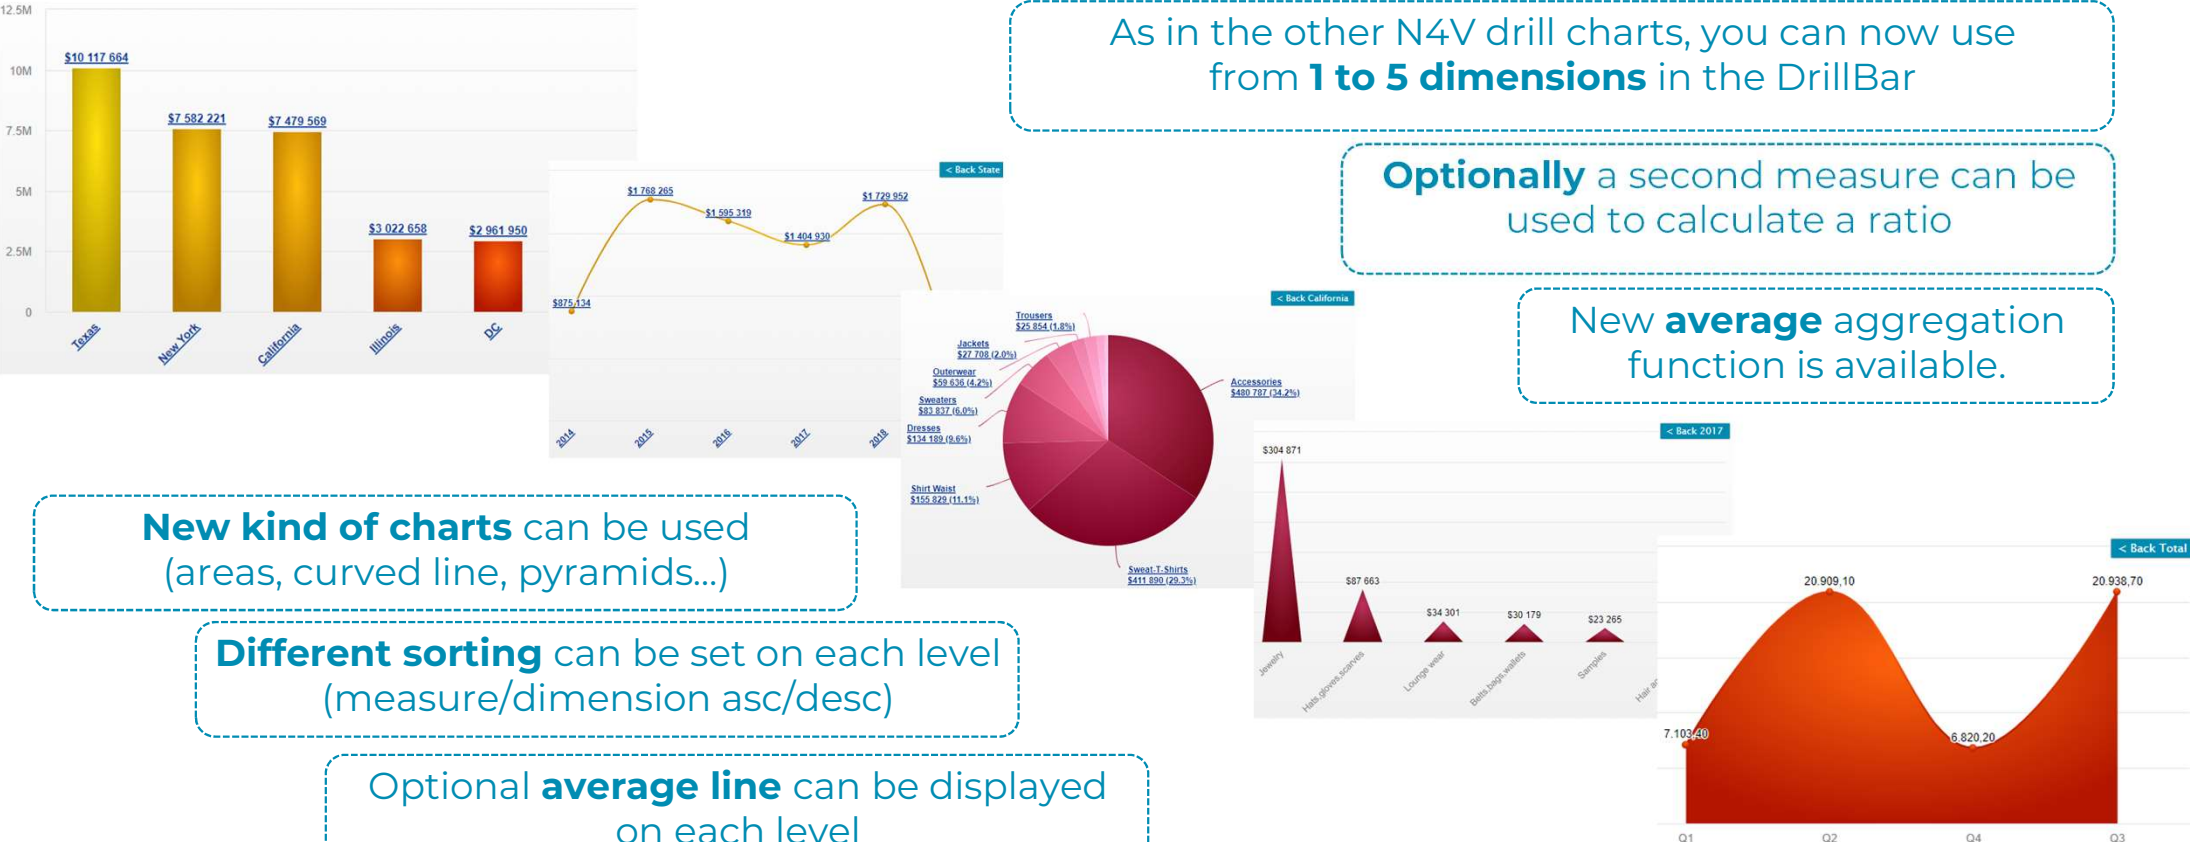 12.5M
10M
7.5M
5M
2.5M
0
$10 117 664
$7 582 221
$7 479 569
$3 022 658
$2 961 950
Texas
New York
California
Illinois
DC
As in the other N4V drill charts, you can now use
from 1 to 5 dimensions in the DrillBar
Optionally a second measure can be
used to calculate a ratio
New average aggregation
function is available.
< Back State
$875 134
$1 768 265
$1 595 319
$1 404 930
$1 729 952
2014
2015
2016
2017
2018
< Back California
Trousers
$25 854 (1.8%)
Jackets
$27 708 (2.0%)
Outerwear
$59 636 (4.2%)
Sweaters
$83 837 (6.0%)
Dresses
$134 189 (9.6%)
Shirt Waist
$155 829 (11.1%)
Accessories
$480 787 (34.2%)
Sweat-T-Shirts
$411 890 (29.3%)
< Back 2017
$304 871
$87 663
$34 301
$30 179
$23 265
Jewelry
Hats,gloves,scarves
Lounge wear
Belts,bags,wallets
Samples
Hair
< Back Total
7.103,40
20.909,10
6.820,20
20.938,70
Q1
Q2
Q4
Q3
New kind of charts can be used
(areas, curved line, pyramids...)
Different sorting can be set on each level
(measure/dimension asc/desc)
Optional average line can be displayed
on each level